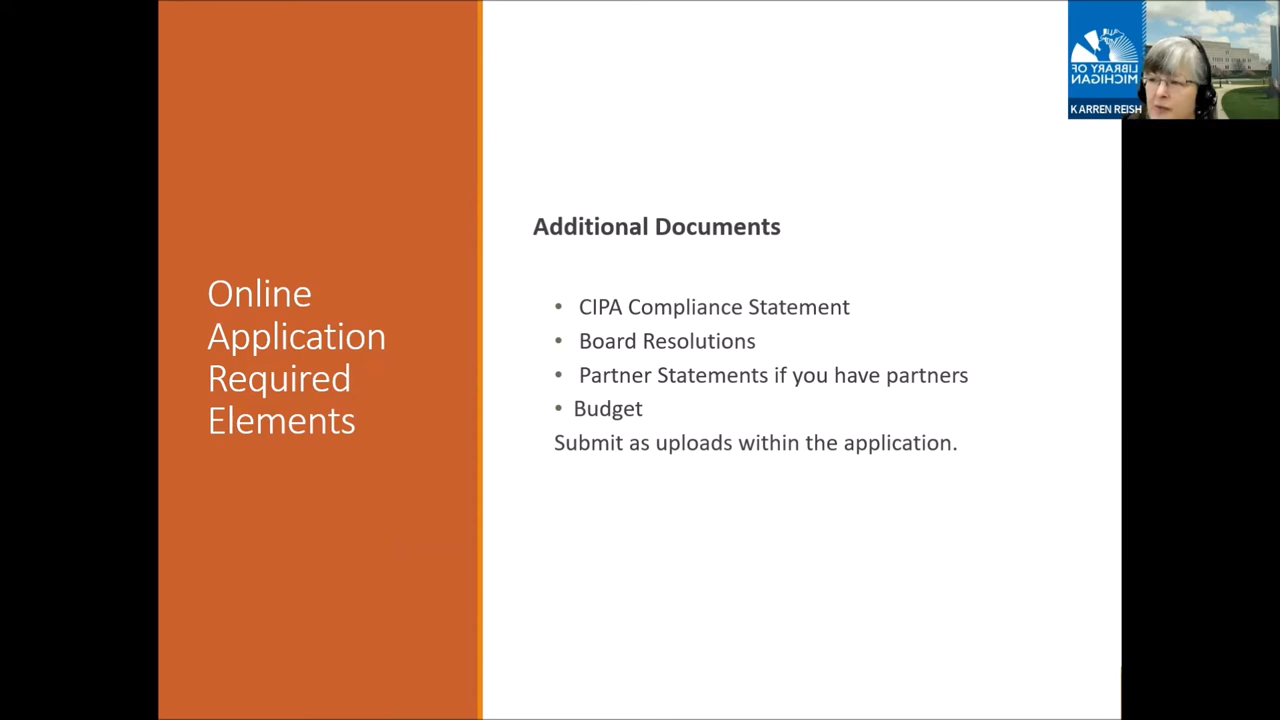 LIBRARY OF
MICHIGAN
KARREN REISH
Online
Application
Required
Elements
Additional Documents
• CIPA Compliance Statement
• Board Resolutions
• Partner Statements if you have partners
• Budget
Submit as uploads within the application.